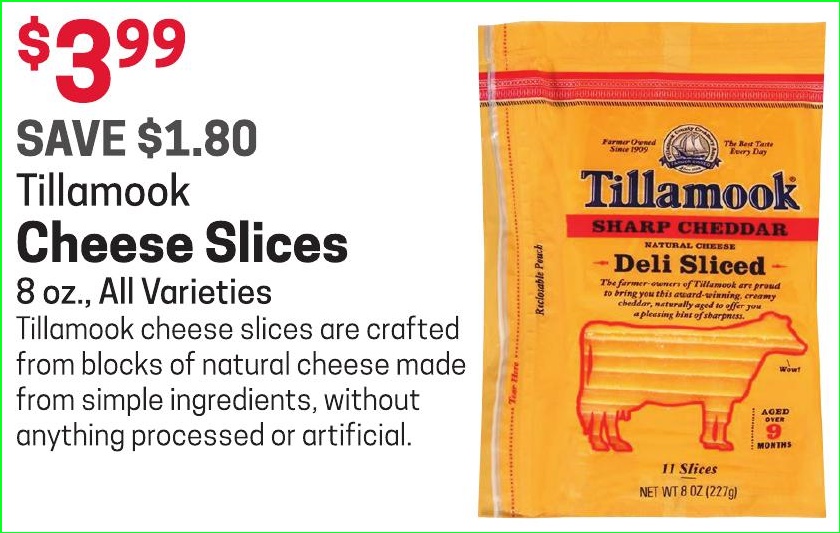 $3.99
SAVE $1.80
Tillamook
Cheese Slices
8 oz., All Varieties
Tillamook cheese slices are crafted
from blocks of natural cheese made
from simple ingredients, without
anything processed or artificial.
Farmer Owned
Since 1909
The Best Taste
Every Day
Tillamook®
SHARP CHEDDAR
NATURAL CHEESE
Deli Sliced
The farmer-owners of Tillamook are proud
to bring you this award-winning, creamy
cheddar, naturally aged to offer you
a pleasing hint of sharpness.
Reclosable Pouch
Tear Here
Wow!
AGED
OVER
9
MONTHS
11 Slices
NET WT 8 OZ (227g)